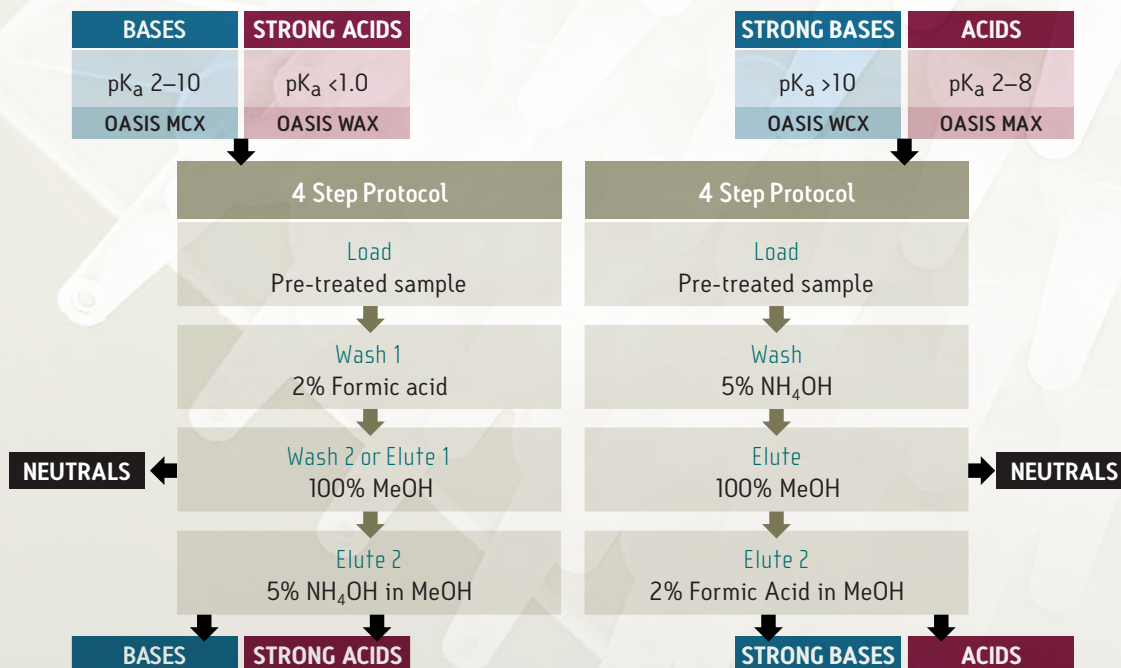 BASES
STRONG ACIDS
pKa 2–10
pKa <1.0
OASIS MCX
OASIS WAX
4 Step Protocol
Load
Pre-treated sample
Wash 1
2% Formic acid
Wash 2 or Elute 1
100% MeOH
NEUTRALS
Elute 2
5% NH₄OH in MeOH
BASES
STRONG ACIDS
STRONG BASES
ACIDS
pKa >10
pKa 2–8
OASIS WCX
OASIS MAX
4 Step Protocol
Load
Pre-treated sample
Wash
5% NH₄OH
Elute
100% MeOH
NEUTRALS
Elute 2
2% Formic Acid in MeOH
STRONG BASES
ACIDS